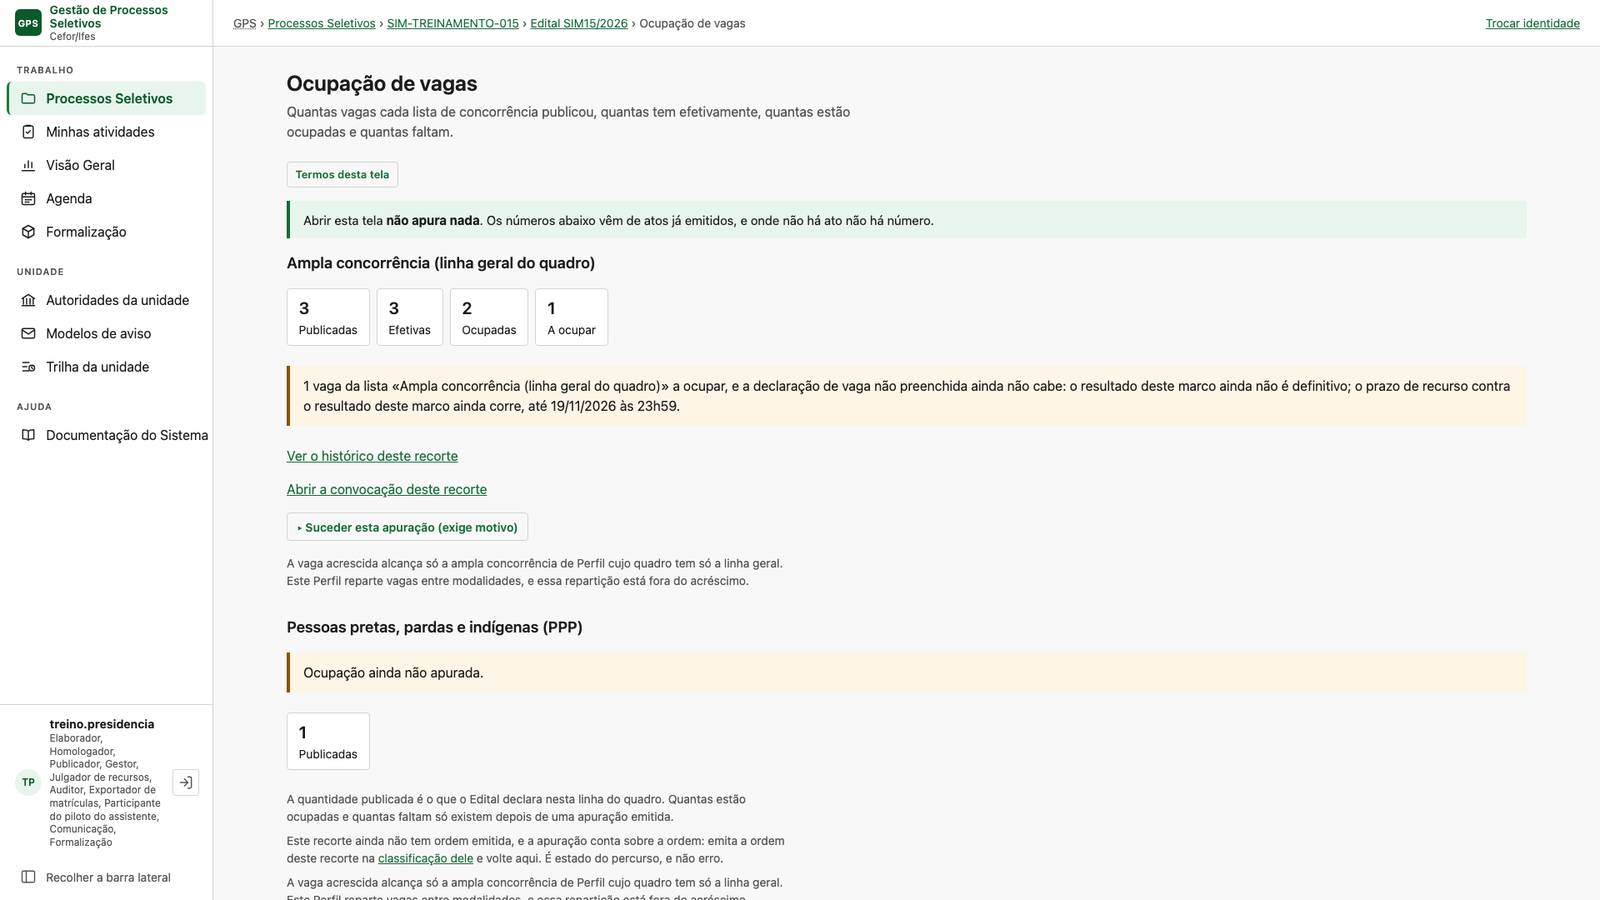 GPS
Gestão de Processos
Seletivos
Cefor/Ifes
GPS › Processos Seletivos › SIM-TREINAMENTO-015 › Edital SIM15/2026 › Ocupação de vagas
Trocar identidade
TRABALHO
Processos Seletivos
Minhas atividades
Visão Geral
Agenda
Formalização
UNIDADE
Autoridades da unidade
Modelos de aviso
Trilha da unidade
AJUDA
Documentação do Sistema
treino.presidencia
Elaborador,
Homologador,
Publicador, Gestor,
Julgador de recursos,
Auditor, Exportador de
matrículas, Participante
do piloto do assistente,
Comunicação,
Formalização
TP
Recolher a barra lateral
Ocupação de vagas
Quantas vagas cada lista de concorrência publicou, quantas tem efetivamente, quantas estão
ocupadas e quantas faltam.
Termos desta tela
Abrir esta tela não apura nada. Os números abaixo vêm de atos já emitidos, e onde não há ato não há número.
Ampla concorrência (linha geral do quadro)
3
Publicadas
3
Efetivas
2
Ocupadas
1
A ocupar
1 vaga da lista «Ampla concorrência (linha geral do quadro)» a ocupar, e a declaração de vaga não preenchida ainda não cabe: o resultado deste marco ainda não é definitivo; o prazo de recurso contra
o resultado deste marco ainda corre, até 19/11/2026 às 23h59.
Ver o histórico deste recorte
Abrir a convocação deste recorte
▸ Suceder esta apuração (exige motivo)
A vaga acrescida alcança só a ampla concorrência de Perfil cujo quadro tem só a linha geral.
Este Perfil reparte vagas entre modalidades, e essa repartição está fora do acréscimo.
Pessoas pretas, pardas e indígenas (PPP)
Ocupação ainda não apurada.
1
Publicadas
A quantidade publicada é o que o Edital declara nesta linha do quadro. Quantas estão
ocupadas e quantas faltam só existem depois de uma apuração emitida.
Este recorte ainda não tem ordem emitida, e a apuração conta sobre a ordem: emita a ordem
deste recorte na classificação dele e volte aqui. É estado do percurso, e não erro.
A vaga acrescida alcança só a ampla concorrência de Perfil cujo quadro tem só a linha geral.
Este Perfil reparte vagas entre modalidades, e essa repartição está fora do acréscimo.